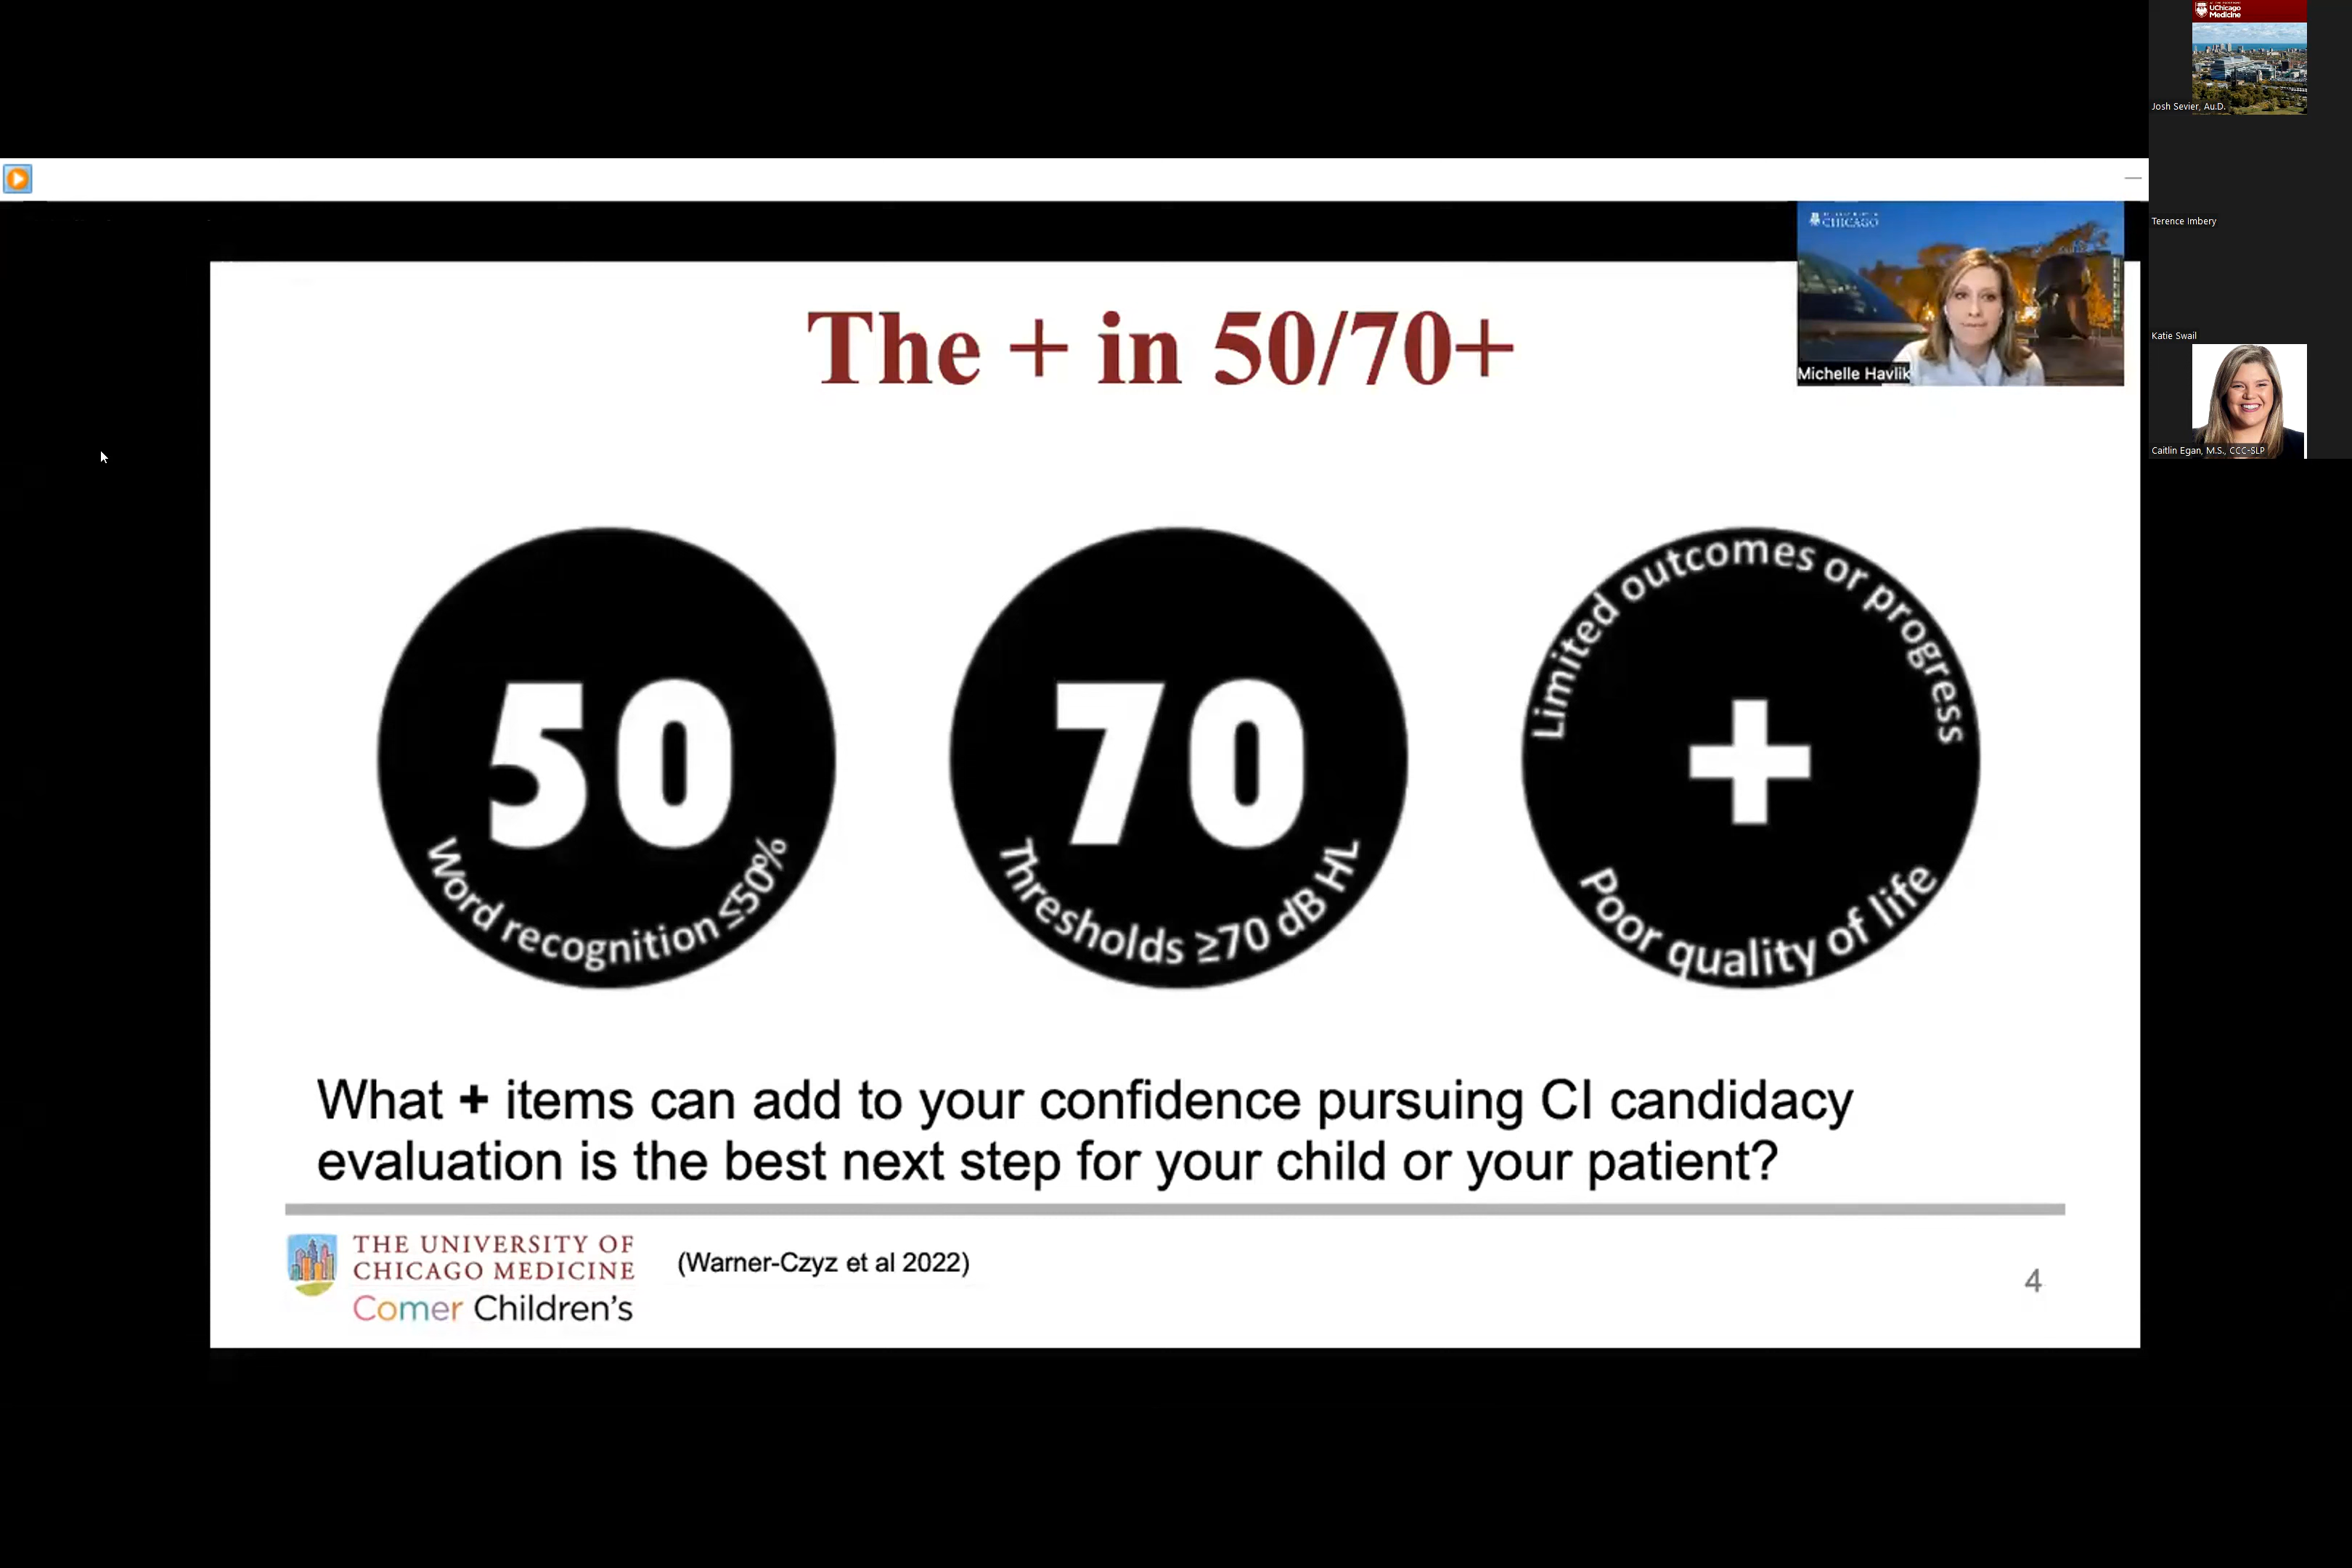 UChicago
Medicine
Josh Sevier, Au.D.
Terence Imbery
Katie Swail
Caitlin Egan, M.S., CCC-SLP
CHICAGO
Michelle Havlik
The + in 50/70+
50
Word recognition ≤50%
70
Thresholds ≥70 dB HL
Limited outcomes or progress
+
Poor quality of life
What + items can add to your confidence pursuing CI candidacy
evaluation is the best next step for your child or your patient?
THE UNIVERSITY OF
CHICAGO MEDICINE
Comer Children's
(Warner-Czyz et al 2022)
4